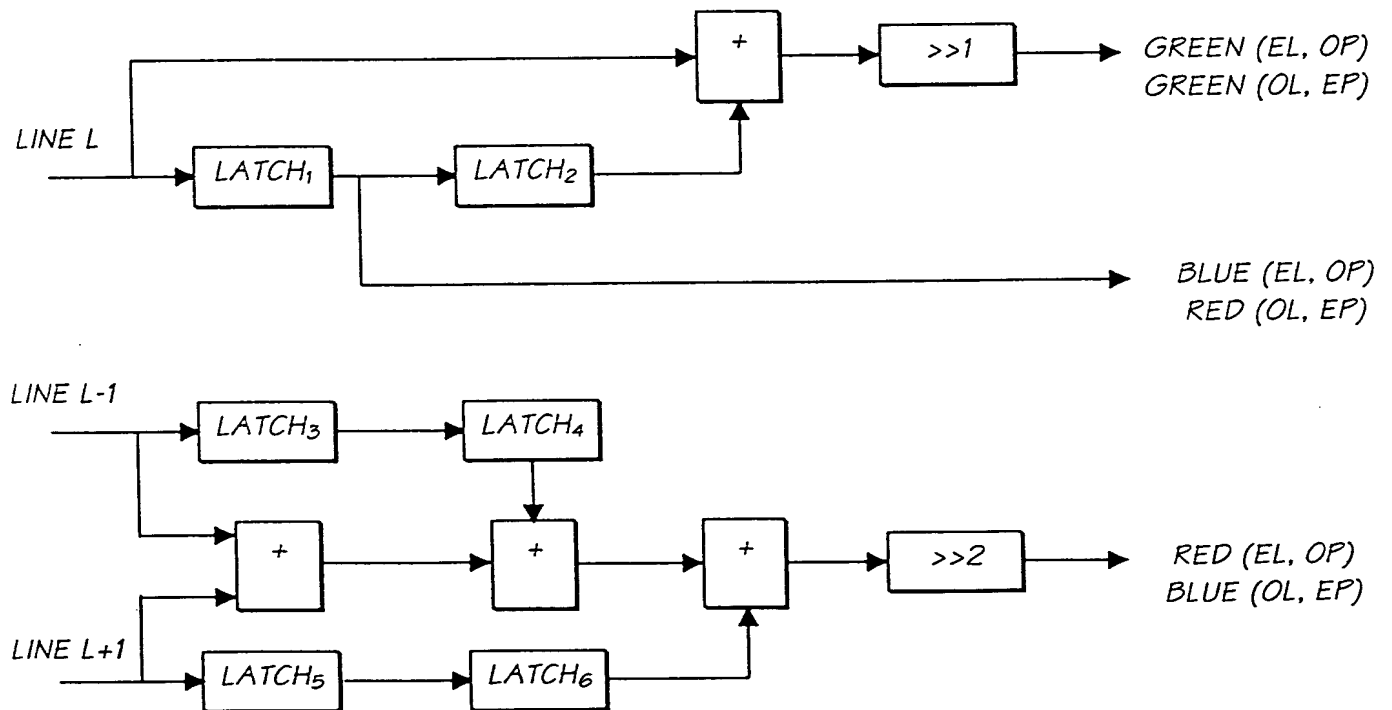 +
>>1
GREEN (EL, OP)
GREEN (OL, EP)
LINE L
LATCH₁
LATCH₂
BLUE (EL, OP)
RED (OL, EP)
LINE L-1
LATCH₃
LATCH₄
+
+
+
>>2
RED (EL, OP)
BLUE (OL, EP)
LINE L+1
LATCH₅
LATCH₆